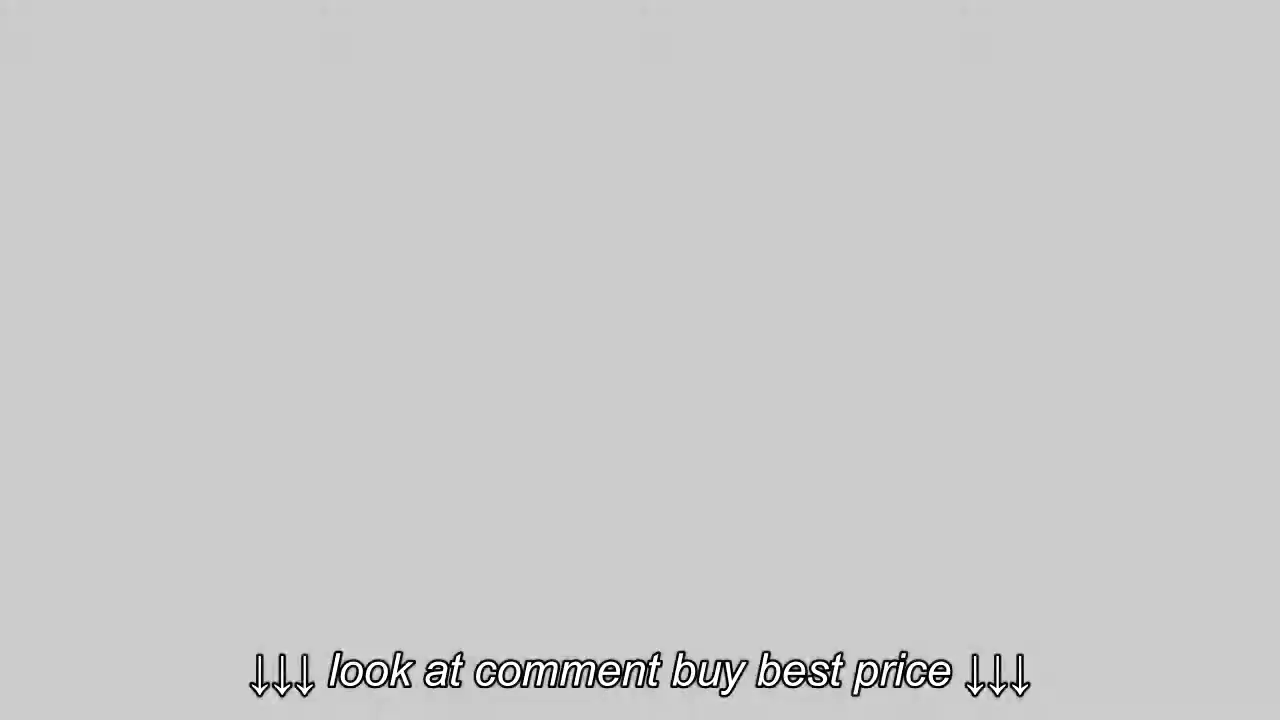 ↓↓↓ look at comment buy best price ↓↓↓